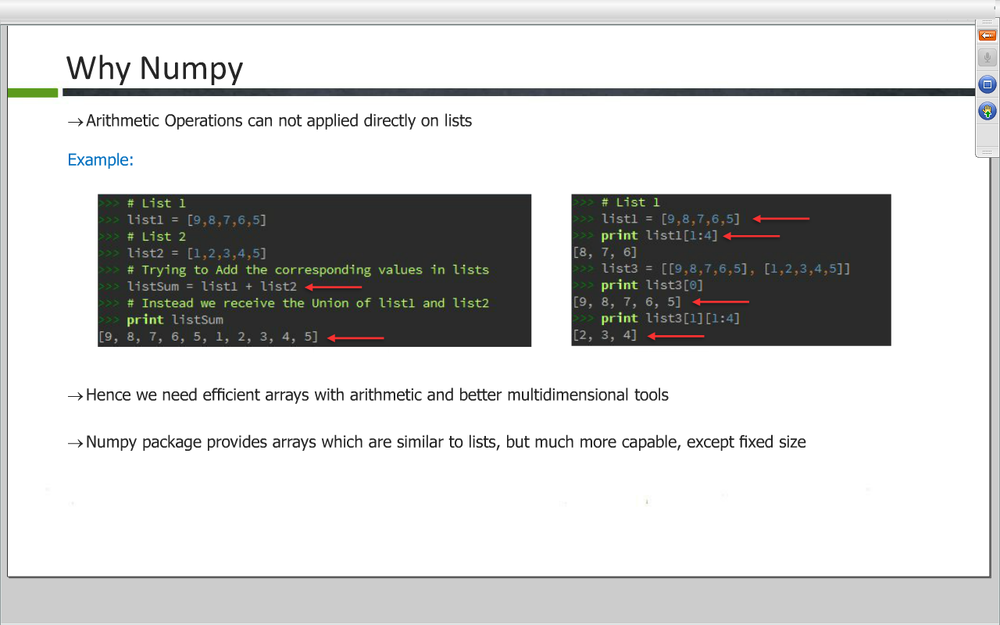 Why Numpy
→Arithmetic Operations can not applied directly on lists
Example:
>>> # List 1
>>> list1 = [9,8,7,6,5]
>>> # List 2
>>> list2 = [1,2,3,4,5]
>>> # Trying to Add the corresponding values in lists
>>> listSum = list1 + list2
>>> # Instead we receive the Union of list1 and list2
>>> print listSum
[9, 8, 7, 6, 5, 1, 2, 3, 4, 5]
>>> # List 1
>>> list1 = [9,8,7,6,5]
>>> print list1[1:4]
[8, 7, 6]
>>> list3 = [[9,8,7,6,5], [1,2,3,4,5]]
>>> print list3[0]
[9, 8, 7, 6, 5]
>>> print list3[1][1:4]
[2, 3, 4]
→Hence we need efficient arrays with arithmetic and better multidimensional tools
→Numpy package provides arrays which are similar to lists, but much more capable, except fixed size